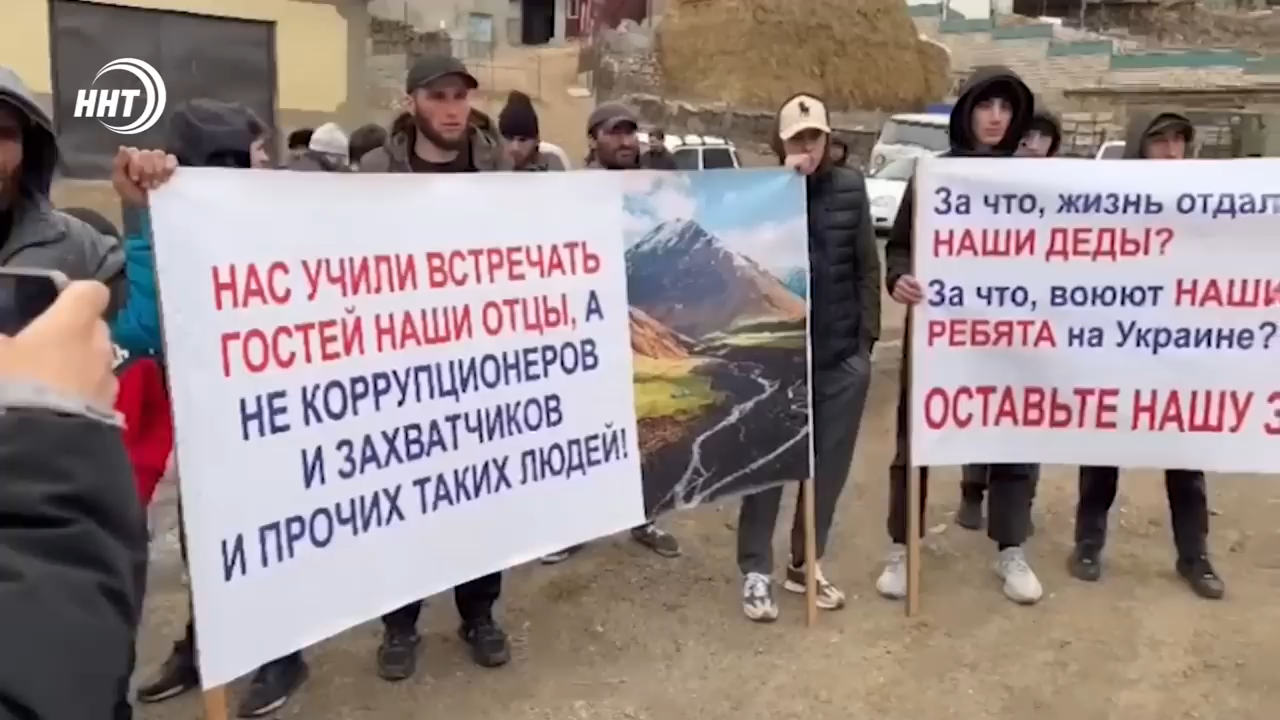 ННТ
НАС УЧИЛИ ВСТРЕЧАТЬ
ГОСТЕЙ НАШИ ОТЦЫ, А
НЕ КОРРУПЦИОНЕРОВ
И ЗАХВАТЧИКОВ
И ПРОЧИХ ТАКИХ ЛЮДЕЙ!
За что, жизнь отдал
НАШИ ДЕДЫ?
За что, воюют НАШИ
РЕБЯТА на Украине?
ОСТАВЬТЕ НАШУ